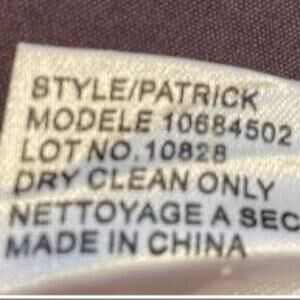 STYLE/PATRICK
MODELE 10684502
LOT NO. 10828
DRY CLEAN ONLY
NETTOYAGE A SEC
MADE IN CHINA